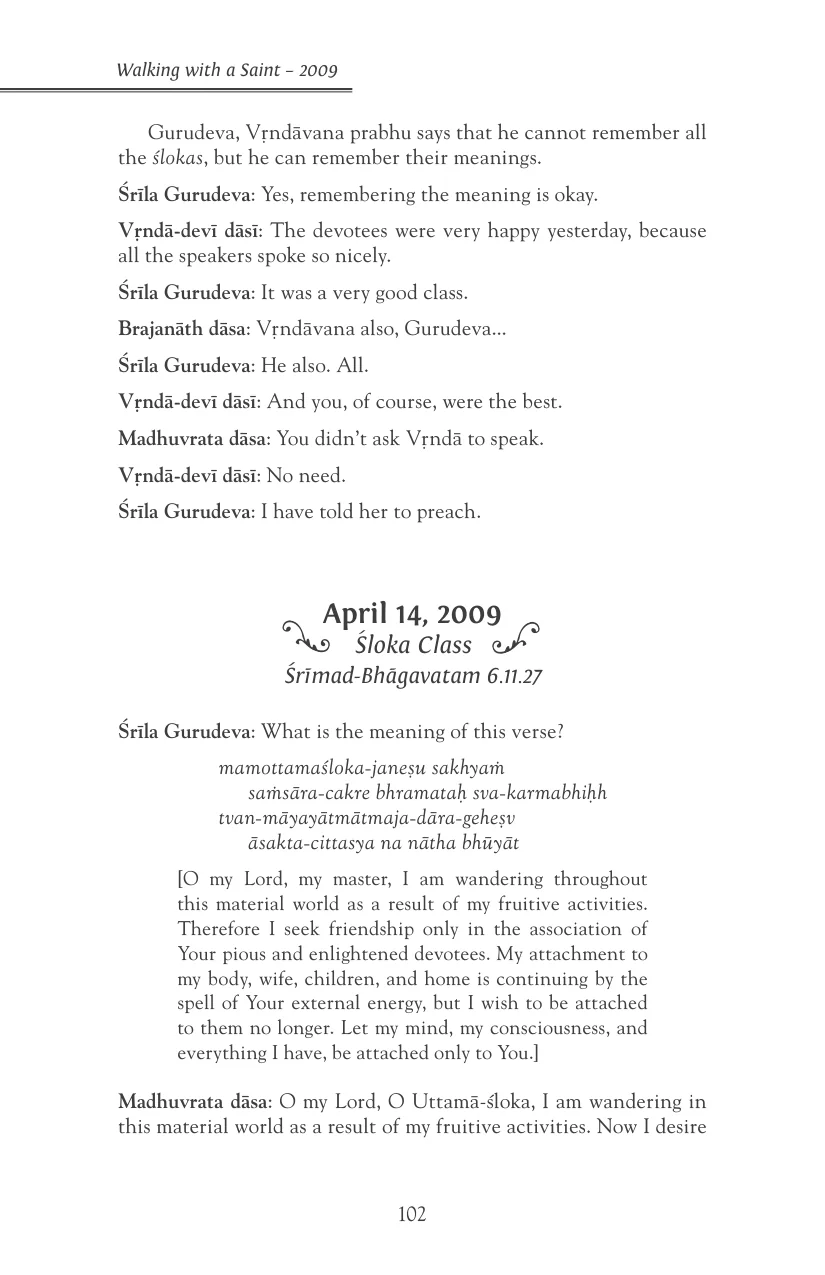 Walking with a Saint – 2009
Gurudeva, Vṛndāvana prabhu says that he cannot remember all
the ślokas, but he can remember their meanings.
Śrīla Gurudeva: Yes, remembering the meaning is okay.
Vṛndā-devī dāsī: The devotees were very happy yesterday, because
all the speakers spoke so nicely.
Śrīla Gurudeva: It was a very good class.
Brajanāth dāsa: Vṛndāvana also, Gurudeva...
Śrīla Gurudeva: He also. All.
Vṛndā-devī dāsī: And you, of course, were the best.
Madhuvrata dāsa: You didn’t ask Vṛndā to speak.
Vṛndā-devī dāsī: No need.
Śrīla Gurudeva: I have told her to preach.
April 14, 2009
Śloka Class
Śrīmad-Bhāgavatam 6.11.27
Śrīla Gurudeva: What is the meaning of this verse?
mamottamaśloka-janeṣu sakhyaṁ
saṁsāra-cakre bhramataḥ sva-karmabhiḥh
tvan-māyayātmātmaja-dāra-geheṣv
āsakta-cittasya na nātha bhūyāt
[O my Lord, my master, I am wandering throughout
this material world as a result of my fruitive activities.
Therefore I seek friendship only in the association of
Your pious and enlightened devotees. My attachment to
my body, wife, children, and home is continuing by the
spell of Your external energy, but I wish to be attached
to them no longer. Let my mind, my consciousness, and
everything I have, be attached only to You.]
Madhuvrata dāsa: O my Lord, O Uttamā-śloka, I am wandering in
this material world as a result of my fruitive activities. Now I desire
102